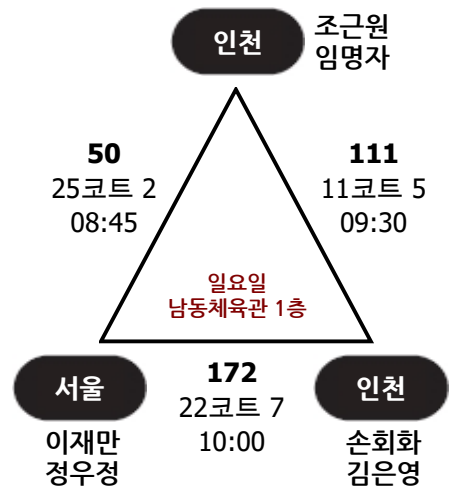 인천
조근원
임명자
50
25코트 2
08:45
111
11코트 5
09:30
일요일
남동체육관 1층
서울
이재만
정우정
172
22코트 7
10:00
인천
손회화
김은영